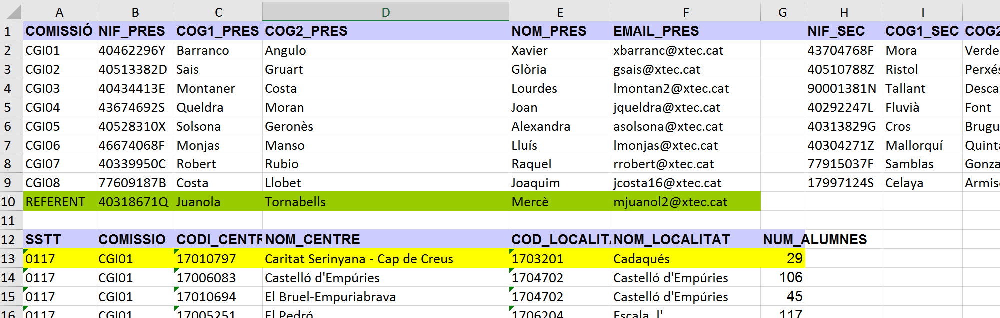 A B C D E F G H I
1 COMISSIÓ NIF_PRES COG1_PRES COG2_PRES NOM_PRES EMAIL_PRES NIF_SEC COG1_SEC COG2
2 CGI01 40462296Y Barranco Angulo Xavier xbarranc@xtec.cat 43704768F Mora Verde
3 CGI02 40513382D Sais Gruart Glòria gsais@xtec.cat 40510788Z Ristol Perxés
4 CGI03 40434413E Montaner Costa Lourdes lmontan2@xtec.cat 90001381N Tallant Desca
5 CGI04 43674692S Queldra Moran Joan jqueldra@xtec.cat 40292247L Fluvià Font
6 CGI05 40528310X Solsona Geronès Alexandra asolsona@xtec.cat 40313829G Cros Brugu
7 CGI06 46674068F Monjas Manso Lluís lmonjas@xtec.cat 40304271Z Mallorquí Quinta
8 CGI07 40339950C Robert Rubio Raquel rrobert@xtec.cat 77915037F Samblas Gonza
9 CGI08 77609187B Costa Llobet Joaquim jcosta16@xtec.cat 17997124S Celaya Armis
10 REFERENT 40318671Q Juanola Tornabells Mercè mjuanol2@xtec.cat
11
12 SSTT COMISSIO CODI_CENTR NOM_CENTRE COD_LOCALIT NOM_LOCALITAT NUM_ALUMNES
13 0117 CGI01 17010797 Caritat Serinyana - Cap de Creus 1703201 Cadaqués 29
14 0117 CGI01 17006083 Castelló d'Empúries 1704702 Castelló d'Empúries 106
15 0117 CGI01 17010694 El Bruel-Empuriabrava 1704702 Castelló d'Empúries 45
16 0117 CGI01 17005251 El Pedró 1706204 Escala, l' 117